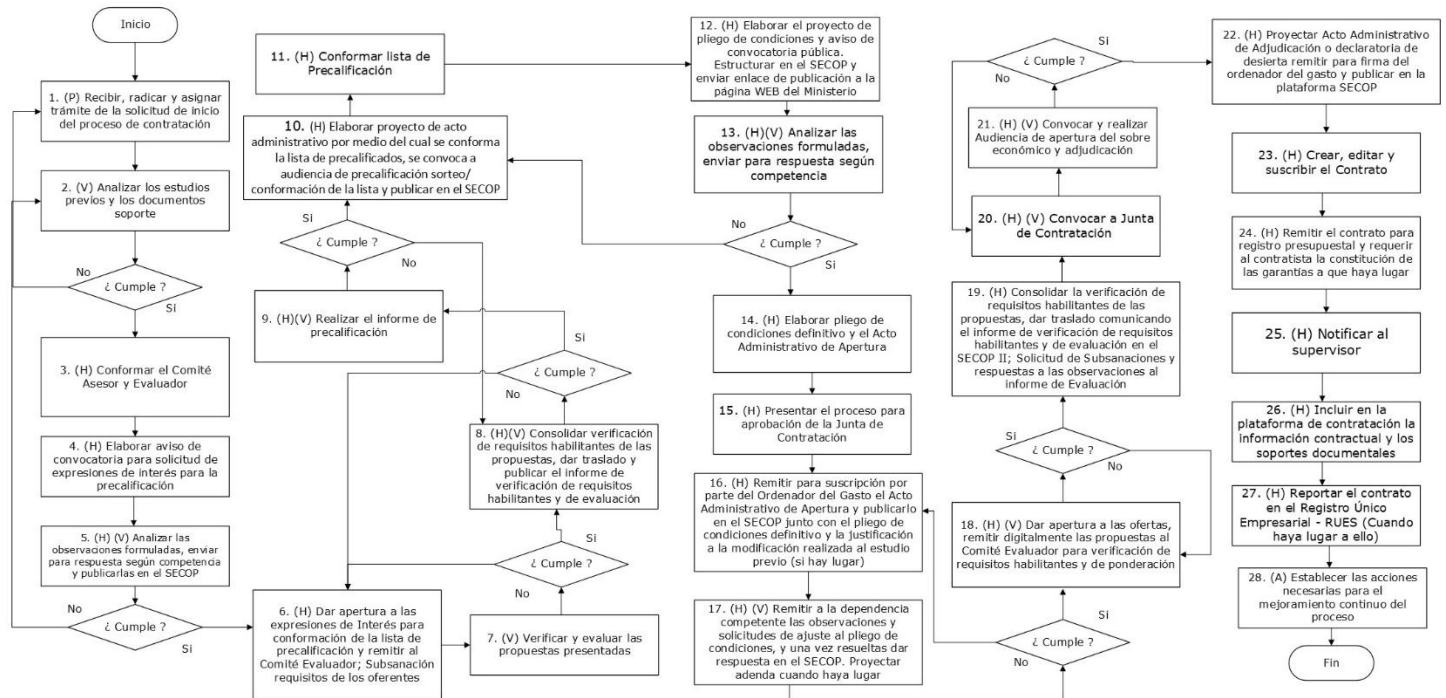 Inicio
1. (P) Recibir, radicar y asignar
trámite de la solicitud de inicio
del proceso de contratación
2. (V) Analizar los estudios
previos y los documentos
soporte
¿ Cumple ?
No
Si
3. (H) Conformar el Comité
Asesor y Evaluador
4. (H) Elaborar aviso de
convocatoria para solicitud de
expresiones de interés para la
precalificación
5. (H) (V) Analizar las
observaciones formuladas, enviar
para respuesta según competencia
y publicarlas en el SECOP
No
¿ Cumple ?
Si
6. (H) Dar apertura a las
expresiones de Interés para
conformación de la lista de
precalificación y remitir al
Comité Evaluador; Subsanación
requisitos de los oferentes
7. (V) Verificar y evaluar las
propuestas presentadas
¿ Cumple ?
No
Si
8. (H)(V) Consolidar verificación
de requisitos habilitantes de las
propuestas, dar traslado y
publicar el informe de
verificación de requisitos
habilitantes y de evaluación
¿ Cumple ?
No
Si
9. (H)(V) Realizar el informe de
precalificación
¿ Cumple ?
Si
No
10. (H) Elaborar proyecto de acto
administrativo por medio del cual se conforma
la lista de precalificados, se convoca a
audiencia de precalificación sorteo/
conformación de la lista y publicar en el SECOP
11. (H) Conformar lista de
Precalificación
12. (H) Elaborar el proyecto de
pliego de condiciones y aviso de
convocatoria pública.
Estructurar en el SECOP y
enviar enlace de publicación a la
página WEB del Ministerio
13. (H)(V) Analizar las
observaciones formuladas,
enviar para respuesta según
competencia
No
¿ Cumple ?
Si
14. (H) Elaborar pliego de
condiciones definitivo y el Acto
Administrativo de Apertura
15. (H) Presentar el proceso para
aprobación de la Junta de
Contratación
16. (H) Remitir para suscripción por
parte del Ordenador del Gasto el Acto
Administrativo de Apertura y publicarlo
en el SECOP junto con el pliego de
condiciones definitivo y la justificación
a la modificación realizada al estudio
previo (si hay lugar)
17. (H) (V) Remitir a la dependencia
competente las observaciones y
solicitudes de ajuste al pliego de
condiciones, y una vez resueltas dar
respuesta en el SECOP. Proyectar
adenda cuando haya lugar
¿ Cumple ?
No
Si
18. (H) (V) Dar apertura a las ofertas,
remitir digitalmente las propuestas al
Comité Evaluador para verificación de
requisitos habilitantes y de ponderación
Si
¿ Cumple ?
No
19. (H) Consolidar la verificación de
requisitos habilitantes de las
propuestas, dar traslado comunicando
el informe de verificación de requisitos
habilitantes y de evaluación en el
SECOP II; Solicitud de Subsanaciones y
respuestas a las observaciones al
informe de Evaluación
20. (H) (V) Convocar a Junta
de Contratación
21. (H) (V) Convocar y realizar
Audiencia de apertura del sobre
económico y adjudicación
¿ Cumple ?
No
Si
22. (H) Proyectar Acto Administrativo
de Adjudicación o declaratoria de
desierta remitir para firma del
ordenador del gasto y publicar en la
plataforma SECOP
23. (H) Crear, editar y
suscribir el Contrato
24. (H) Remitir el contrato para
registro presupuestal y requerir
al contratista la constitución de
las garantías a que haya lugar
25. (H) Notificar al
supervisor
26. (H) Incluir en la
plataforma de contratación la
información contractual y los
soportes documentales
27. (H) Reportar el contrato
en el Registro Único
Empresarial - RUES (Cuando
haya lugar a ello)
28. (A) Establecer las acciones
necesarias para el
mejoramiento continuo del
proceso
Fin